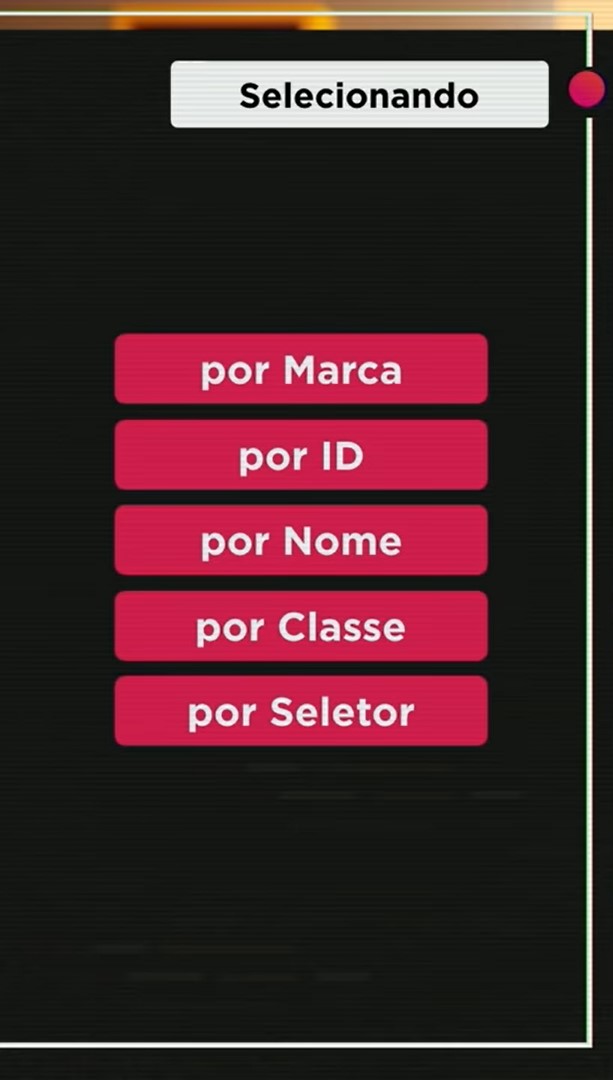 Selecionando
por Marca
por ID
por Nome
por Classe
por Seletor